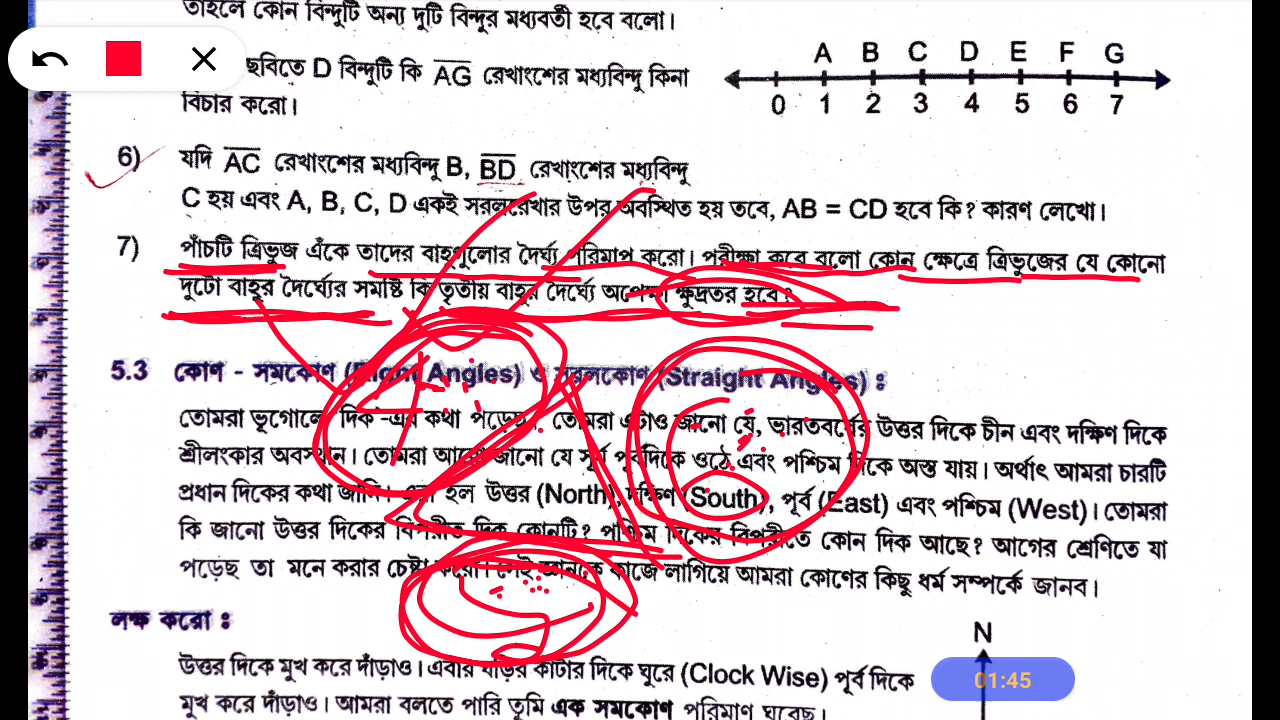 তাহলে কোন বিন্দুটি অন্য দুটি বিন্দুর মধ্যবর্তী হবে বলো।
ছবিতে D বিন্দুটি কি AG রেখাংশের মধ্যবিন্দু কিনা
বিচার করো।
A B C D E F G
0 1 2 3 4 5 6 7
6) যদি AC রেখাংশের মধ্যবিন্দু B, BD রেখাংশের মধ্যবিন্দু
C হয় এবং A, B, C, D একই সরলরেখার উপর অবস্থিত হয় তবে, AB = CD হবে কি? কারণ লেখো।
7) পাঁচটি ত্রিভুজ এঁকে তাদের বাহুগুলোর দৈর্ঘ্য পরিমাপ করো। পরীক্ষা করে বলো কোন ক্ষেত্রে ত্রিভুজের যে কোনো
দুটো বাহুর দৈর্ঘ্যের সমষ্টি কি তৃতীয় বাহুর দৈর্ঘ্যে অপেক্ষা ক্ষুদ্রতর হবে?
5.3 কোণ - সমকোণ (Right Angles) ও সরলকোণ (Straight Angles) :
তোমরা ভূগোলে দিক -এর কথা পড়েছ। তোমরা এটাও জানো যে, ভারতবর্ষের উত্তর দিকে চীন এবং দক্ষিণ দিকে
শ্রীলংকার অবস্থান। তোমরা আরো জানো যে সূর্য পূর্বদিকে ওঠে এবং পশ্চিম দিকে অস্ত যায়। অর্থাৎ আমরা চারটি
প্রধান দিকের কথা জানি। এরা হল উত্তর (North), দক্ষিণ (South), পূর্ব (East) এবং পশ্চিম (West)। তোমরা
কি জানো উত্তর দিকের বিপরীত দিক কোনটি? পশ্চিম দিকের বিপরীতে কোন দিক আছে? আগের শ্রেণিতে যা
পড়েছ তা মনে করার চেষ্টা করো। সেই জ্ঞানকে কাজে লাগিয়ে আমরা কোণের কিছু ধর্ম সম্পর্কে জানব।
লক্ষ করো :
N
উত্তর দিকে মুখ করে দাঁড়াও। এবার ঘড়ির কাঁটার দিকে ঘুরে (Clock Wise) পূর্ব দিকে
01:45
মুখ করে দাঁড়াও। আমরা বলতে পারি তুমি এক সমকোণ পরিমাণ ঘুরেছ।